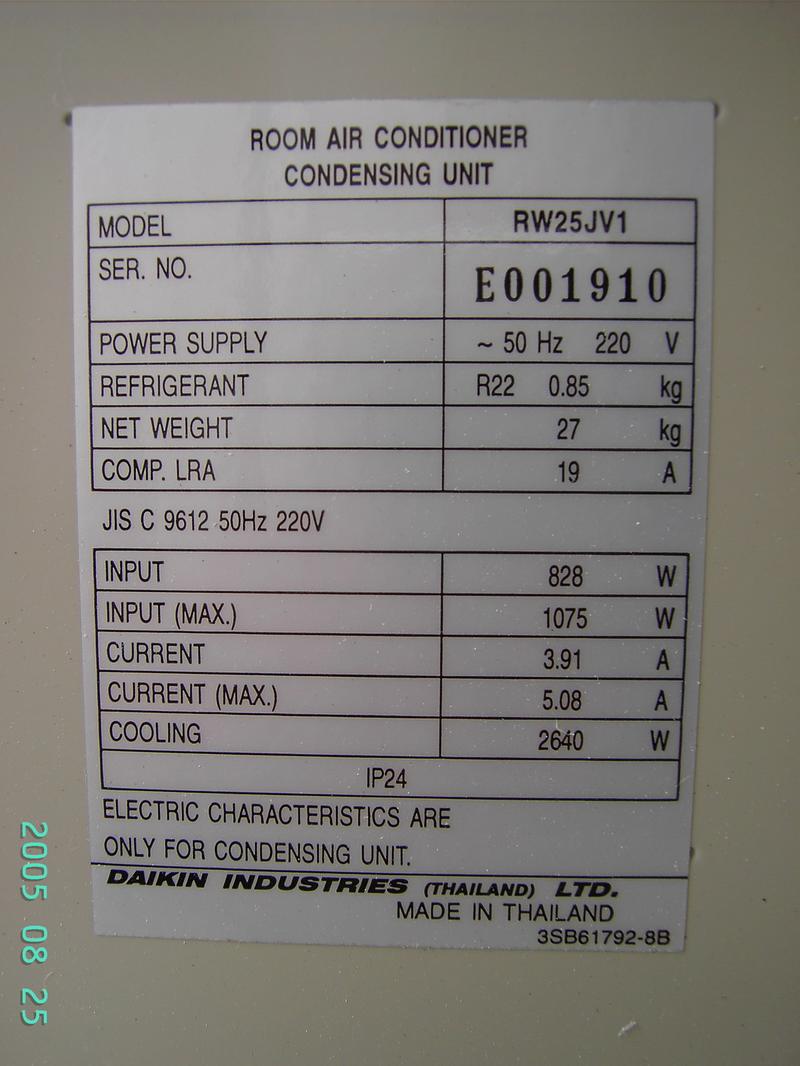 ROOM AIR CONDITIONER
CONDENSING UNIT
MODEL RW25JV1
SER. NO. E001910
POWER SUPPLY ~ 50 Hz 220 V
REFRIGERANT R22 0.85 kg
NET WEIGHT 27 kg
COMP. LRA 19 A
JIS C 9612 50Hz 220V
INPUT 828 W
INPUT (MAX.) 1075 W
CURRENT 3.91 A
CURRENT (MAX.) 5.08 A
COOLING 2640 W
IP24
ELECTRIC CHARACTERISTICS ARE
ONLY FOR CONDENSING UNIT.
DAIKIN INDUSTRIES (THAILAND) LTD.
MADE IN THAILAND
3SB61792-8B
2005 08 25